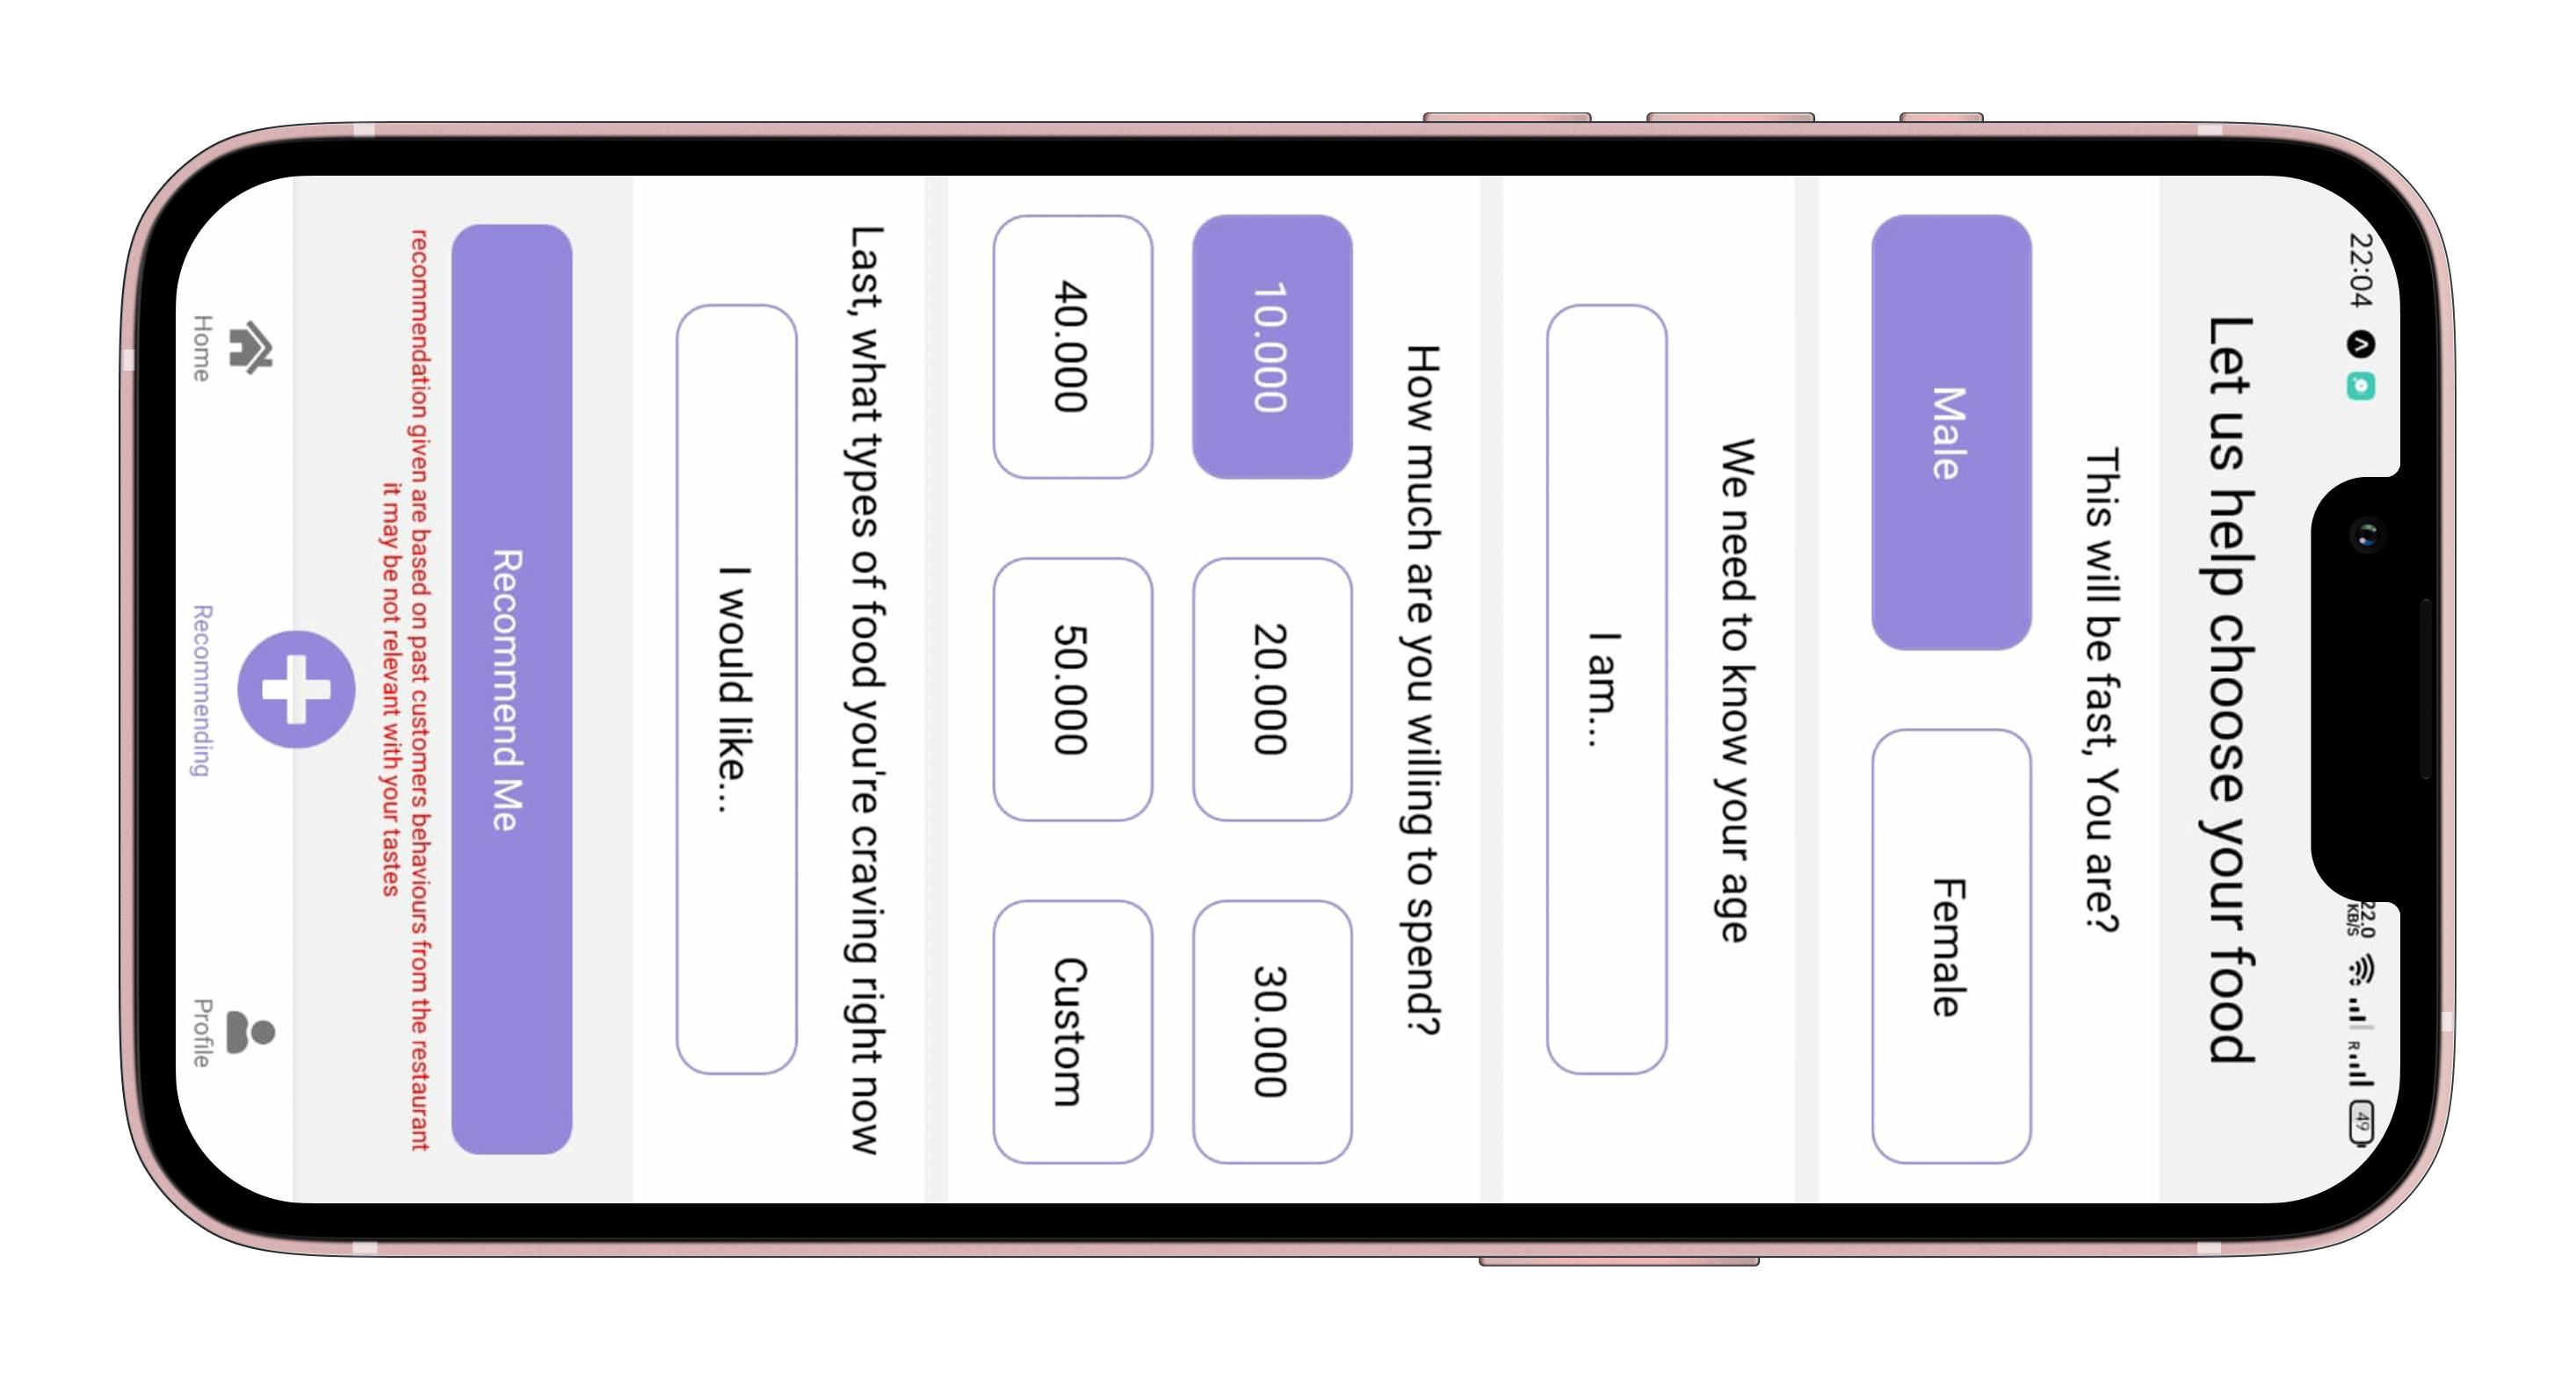 22:04
22.0
KB/S
R
49
Let us help choose your food
This will be fast, You are?
Male
Female
We need to know your age
I am...
How much are you willing to spend?
10.000
20.000
30.000
40.000
50.000
Custom
Last, what types of food you're craving right now
I would like...
Recommend Me
recommendation given are based on past customers behaviours from the restaurant
it may be not relevant with your tastes
Home
Recommending
Profile